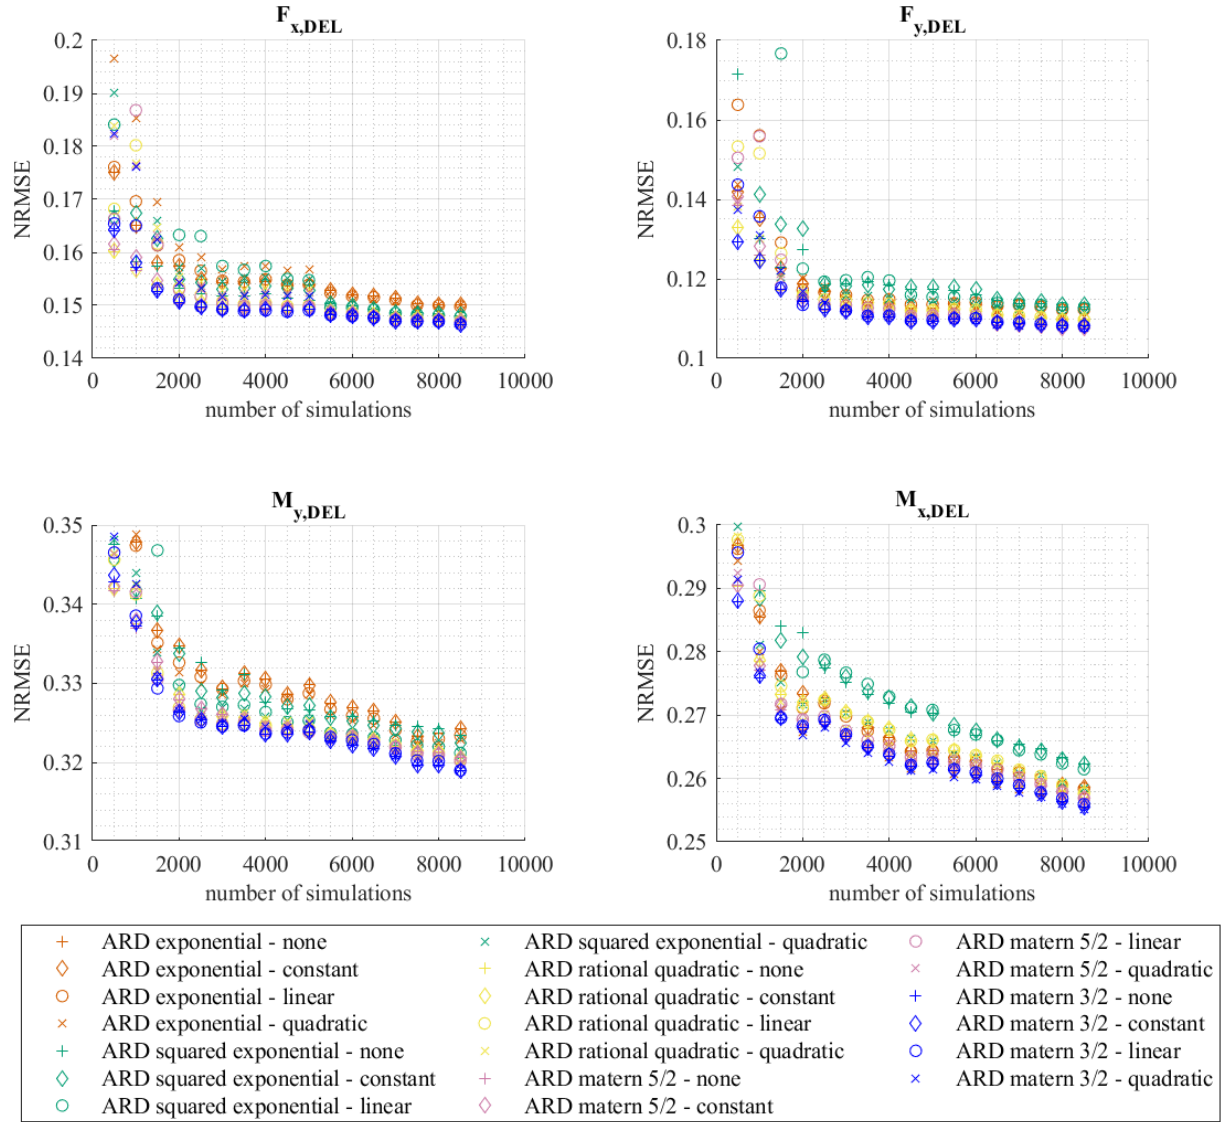 F x,DEL
0.2
0.19
0.18
0.17
0.16
0.15
0.14
NRMSE
0 2000 4000 6000 8000 10000
number of simulations
F y,DEL
0.18
0.16
0.14
0.12
0.1
NRMSE
0 2000 4000 6000 8000 10000
number of simulations
M y,DEL
0.35
0.34
0.33
0.32
0.31
NRMSE
0 2000 4000 6000 8000 10000
number of simulations
M x,DEL
0.3
0.29
0.28
0.27
0.26
0.25
NRMSE
0 2000 4000 6000 8000 10000
number of simulations
ARD exponential - none
ARD exponential - constant
ARD exponential - linear
ARD exponential - quadratic
ARD squared exponential - none
ARD squared exponential - constant
ARD squared exponential - linear
ARD squared exponential - quadratic
ARD rational quadratic - none
ARD rational quadratic - constant
ARD rational quadratic - linear
ARD rational quadratic - quadratic
ARD matern 5/2 - none
ARD matern 5/2 - constant
ARD matern 5/2 - linear
ARD matern 5/2 - quadratic
ARD matern 3/2 - none
ARD matern 3/2 - constant
ARD matern 3/2 - linear
ARD matern 3/2 - quadratic